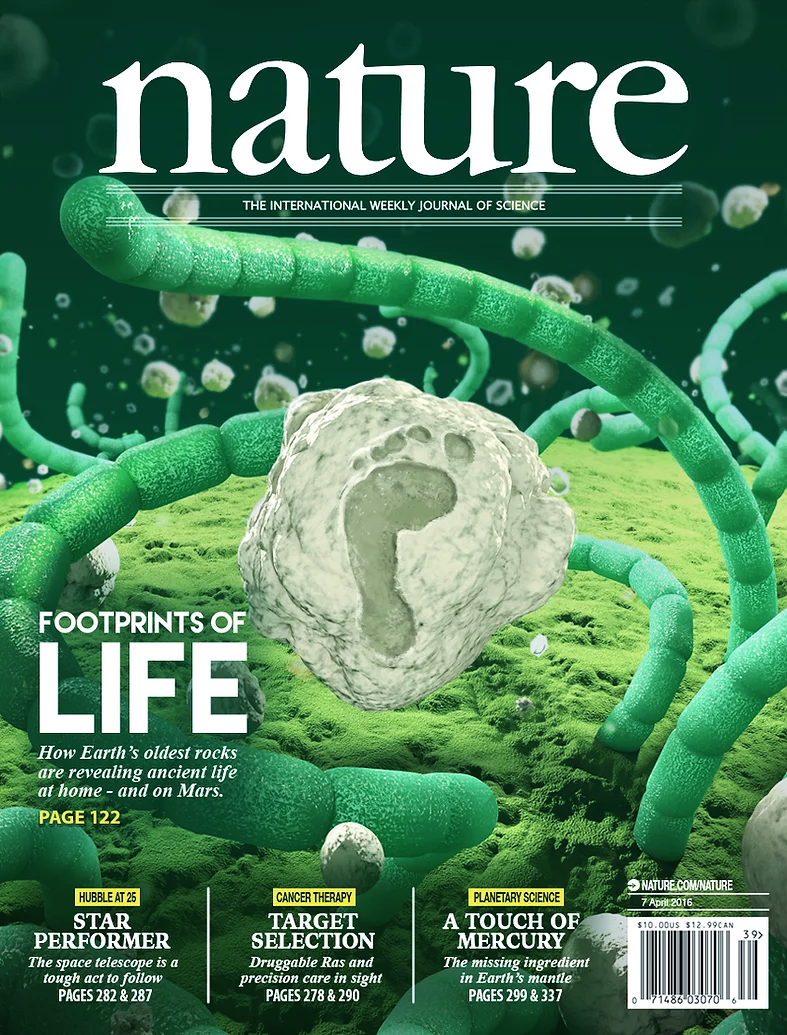 nature
THE INTERNATIONAL WEEKLY JOURNAL OF SCIENCE
FOOTPRINTS OF
LIFE
How Earth's oldest rocks
are revealing ancient life
at home - and on Mars.
PAGE 122
HUBBLE AT 25
STAR
PERFORMER
The space telescope is a
tough act to follow
PAGES 282 & 287
CANCER THERAPY
TARGET
SELECTION
Druggable Ras and
precision care in sight
PAGES 278 & 290
PLANETARY SCIENCE
A TOUCH OF
MERCURY
The missing ingredient
in Earth's mantle
PAGES 299 & 337
NATURE.COM/NATURE
7 April 2016
$10.00US $12.99CAN
39>
0 71486 03070 6